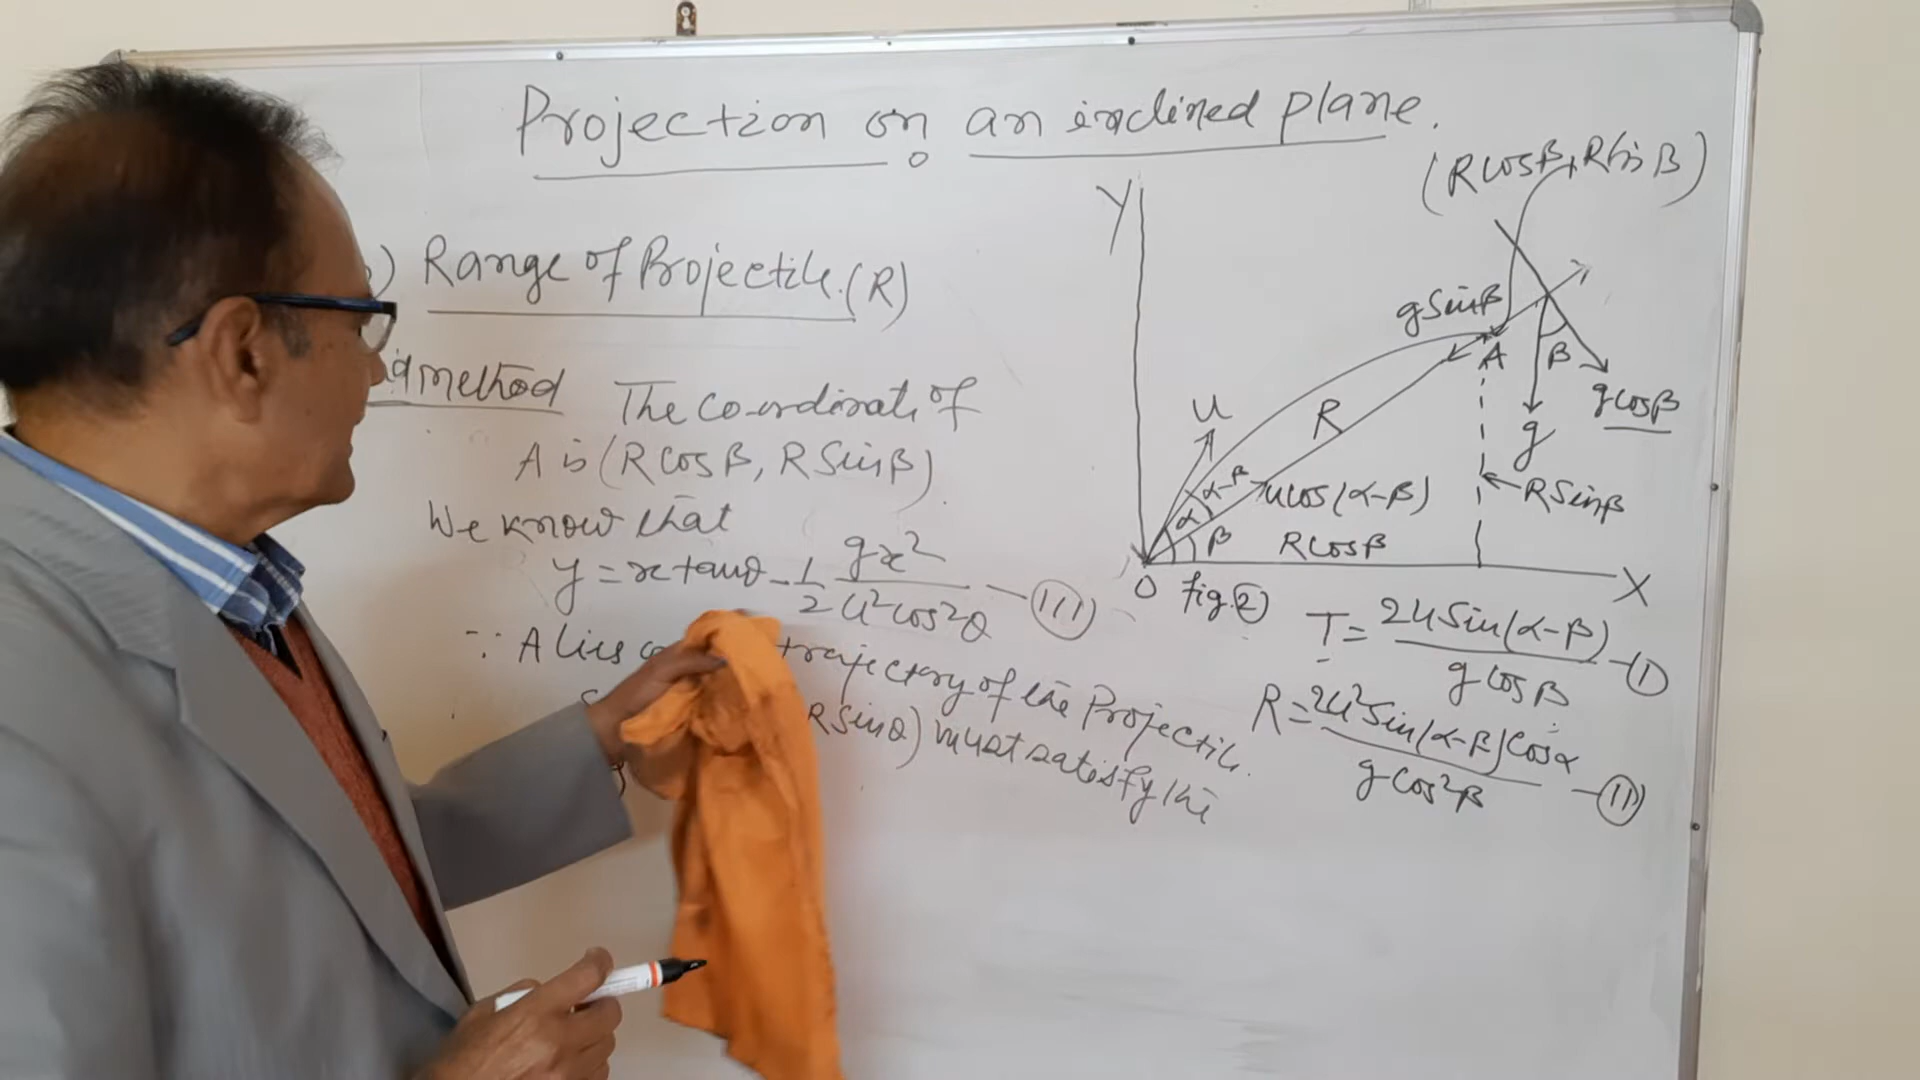 Projection on an inclined plane.
) Range of Projectile. (R)
method The co-ordinate of
A is (R Cos β, R Sin β).
We know that
y = x tanθ - 1/2 gx²/u²cos²θ — (III)
∵ A lies trajectory of the Projectile.
R Sin θ) must satisfy the
(R cos β, R Sin β)
Y
g Sin β
A
β
g cos β
g
u
R
α-β
u cos (α-β)
α
β
R Cos β
R Sin β
O
X
fig. (2)
T = 2u Sin (α-β)/g cos β — (I)
R = 2u² Sin (α-β) Cos α/g cos² β — (II)